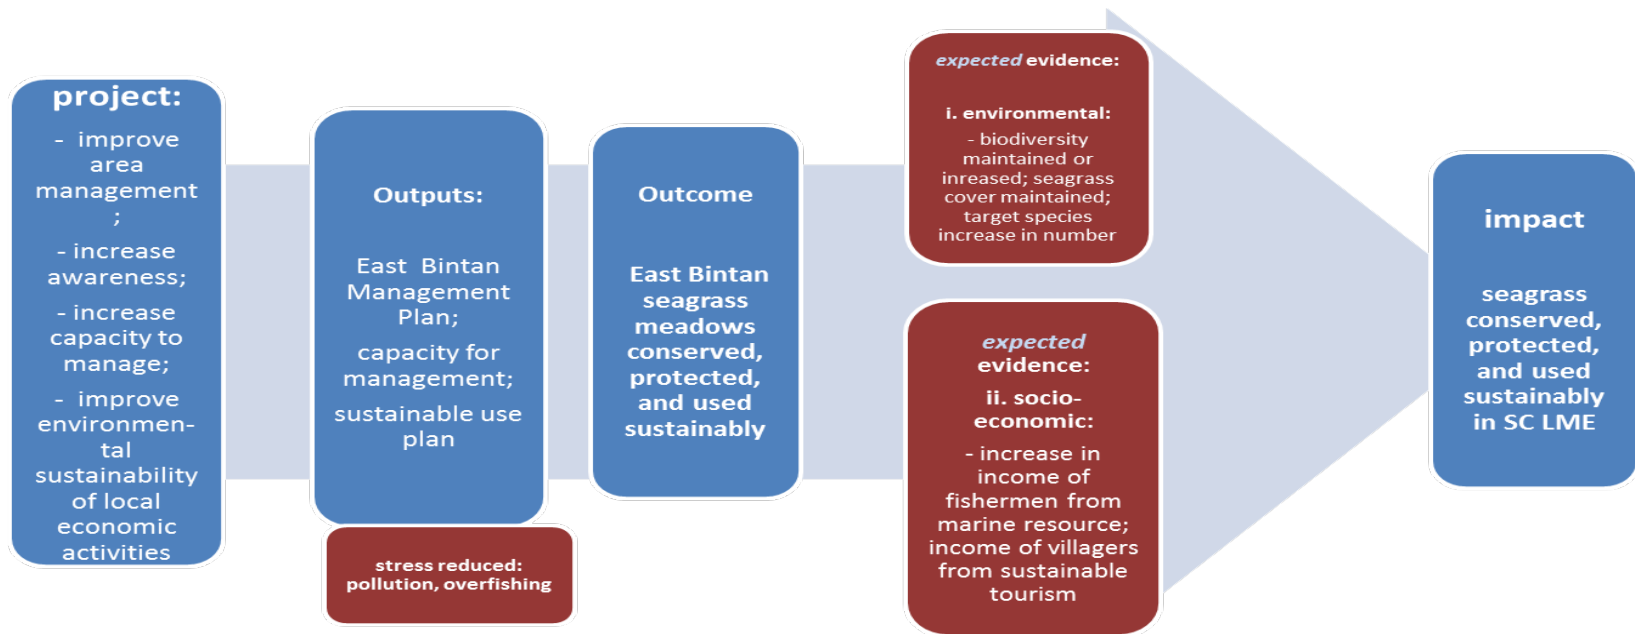 project:
- improve
area
management
;
- increase
awareness;
- increase
capacity to
manage;
- improve
environmen-
tal
sustainability
of local
economic
activities
Outputs:
East Bintan
Management
Plan;
capacity for
management;
sustainable use
plan
stress reduced:
pollution, overfishing
Outcome
East Bintan
seagrass
meadows
conserved,
protected,
and used
sustainably
expected evidence:
i. environmental:
- biodiversity
maintained or
inreased; seagrass
cover maintained;
target species
increase in number
expected
evidence:
ii. socio-
economic:
- increase in
income of
fishermen from
marine resource;
income of villagers
from sustainable
tourism
impact
seagrass
conserved,
protected,
and used
sustainably
in SC LME